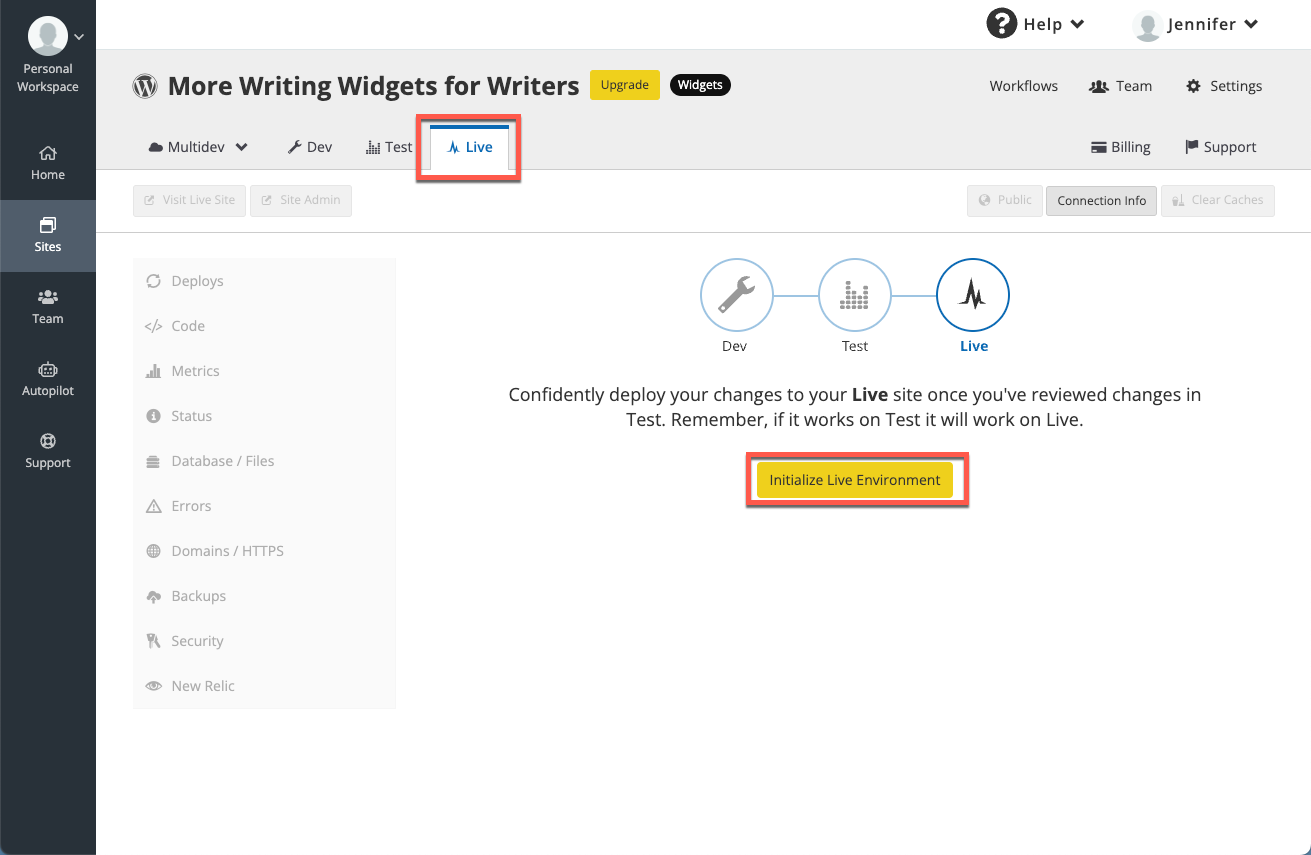 Help
Jennifer
Personal
Workspace
Home
Sites
Team
Autopilot
Support
More Writing Widgets for Writers
Upgrade
Widgets
Workflows
Team
Settings
Multidev
Dev
Test
Live
Billing
Support
Visit Live Site
Site Admin
Public
Connection Info
Clear Caches
Deploys
Code
Metrics
Status
Database / Files
Errors
Domains / HTTPS
Backups
Security
New Relic
Dev
Test
Live
Confidently deploy your changes to your Live site once you've reviewed changes in
Test. Remember, if it works on Test it will work on Live.
Initialize Live Environment